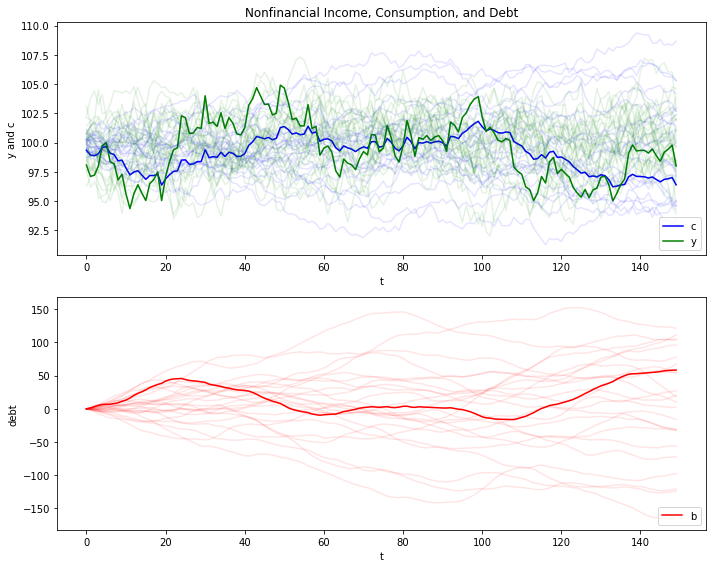 Nonfinancial Income, Consumption, and Debt
110.0
107.5
105.0
102.5
100.0
97.5
95.0
92.5
y and c
c
y
0 20 40 60 80 100 120 140
t
150
100
50
0
−50
−100
−150
debt
b
0 20 40 60 80 100 120 140
t